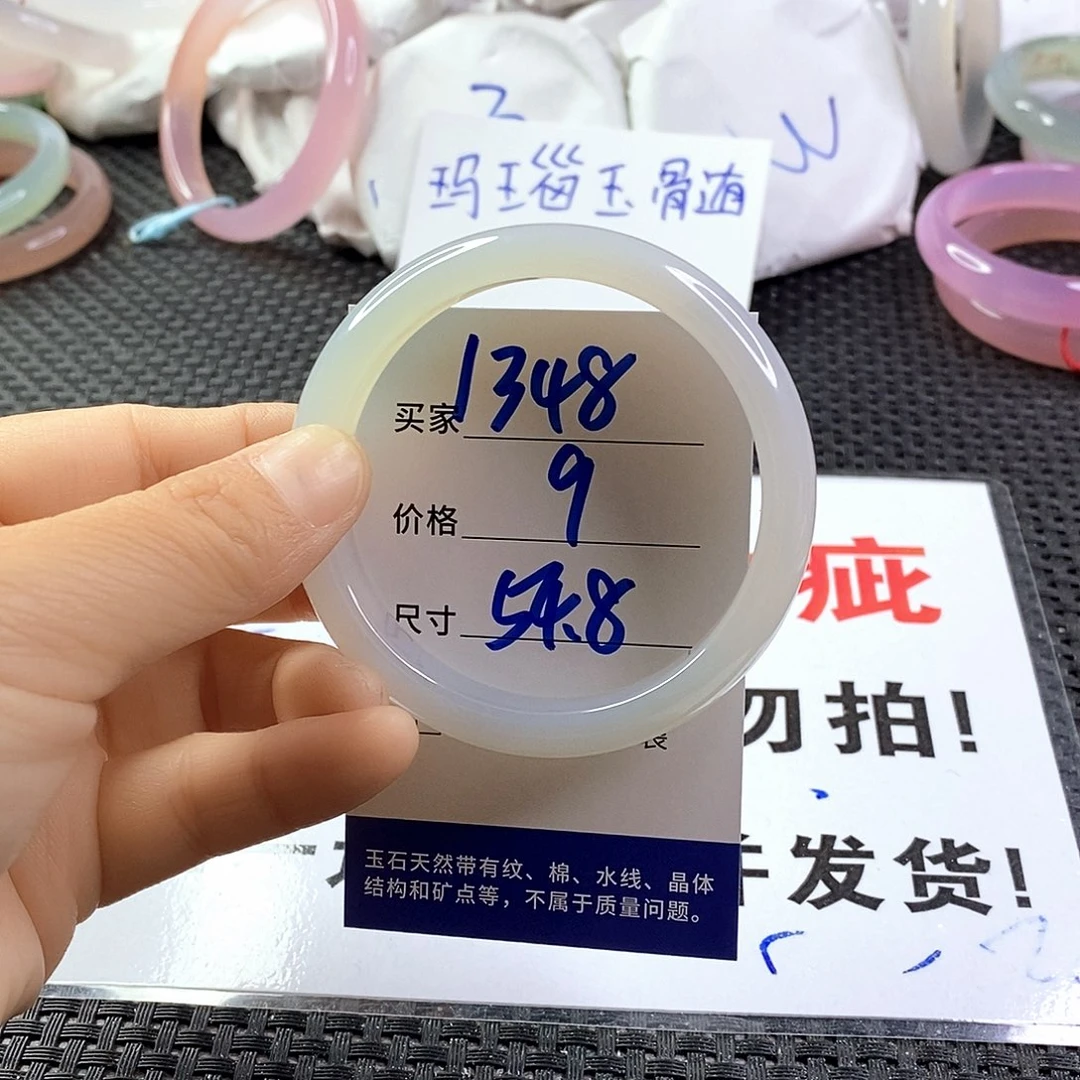 玛瑙玉骨髓
买家 1348
价格 9
尺寸 54.8
疵
勿拍!
发货!
玉石天然带有纹、棉、水线、晶体
结构和矿点等，不属于质量问题。